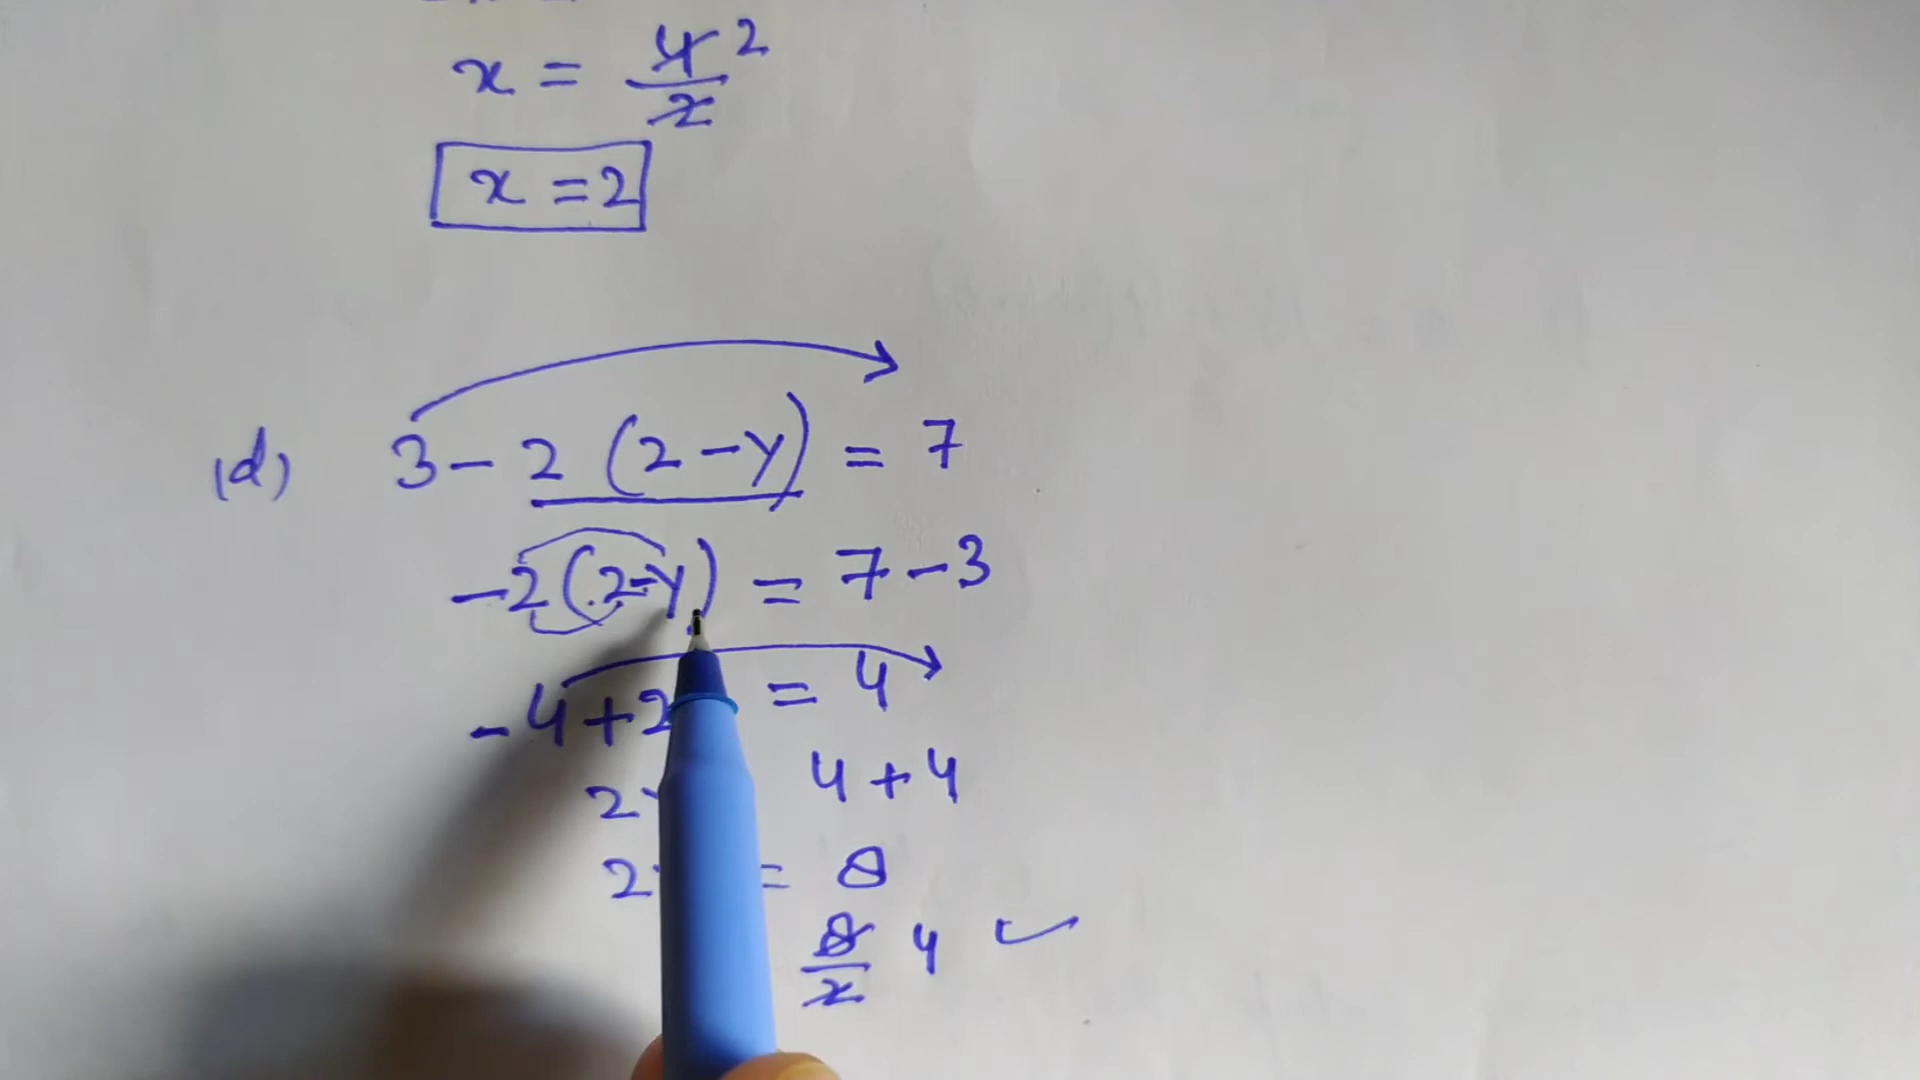 x = 4/2 2
x = 2
(d) 3 - 2 (2 - y) = 7
-2 (2 - y) = 7 - 3
-4 + 2 = 4
2 4 + 4
2 = 8
8/2 4 ✓